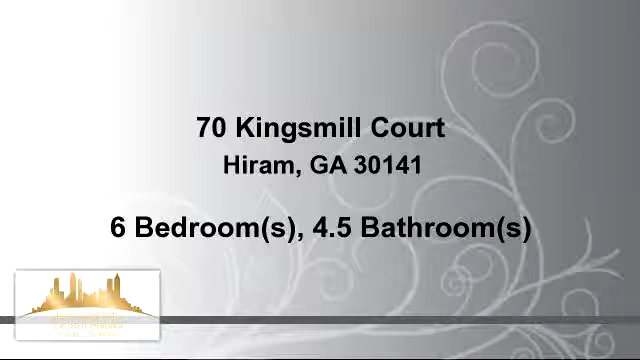 70 Kingsmill Court
Hiram, GA 30141
6 Bedroom(s), 4.5 Bathroom(s)